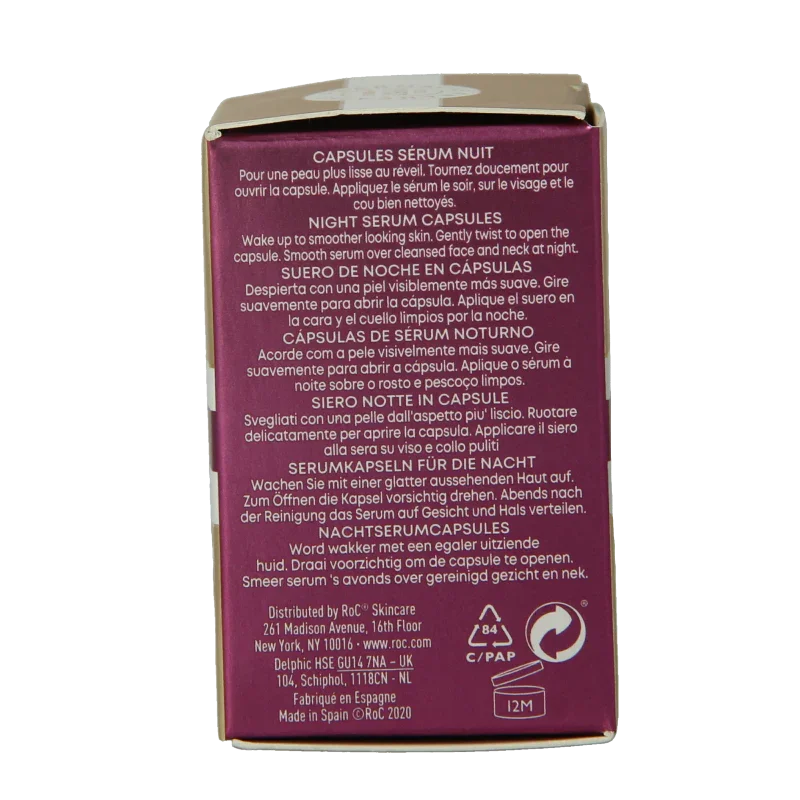 CAPSULES SÉRUM NUIT
Pour une peau plus lisse au réveil. Tournez doucement pour
ouvrir la capsule. Appliquez le sérum le soir, sur le visage et le
cou bien nettoyés.
NIGHT SERUM CAPSULES
Wake up to smoother looking skin. Gently twist to open the
capsule. Smooth serum over cleansed face and neck at night.
SUERO DE NOCHE EN CÁPSULAS
Despierta con una piel visiblemente más suave. Gire
suavemente para abrir la cápsula. Aplique el suero en
la cara y el cuello limpios por la noche.
CÁPSULAS DE SÉRUM NOTURNO
Acorde com a pele visivelmente mais suave. Gire
suavemente para abrir a cápsula. Aplique o sérum à
noite sobre o rosto e pescoço limpos.
SIERO NOTTE IN CAPSULE
Svegliati con una pelle dall'aspetto piu' liscio. Ruotare
delicatamente per aprire la capsula. Applicare il siero
alla sera su viso e collo puliti
SERUMKAPSELN FÜR DIE NACHT
Wachen Sie mit einer glatter aussehenden Haut auf.
Zum Öffnen die Kapsel vorsichtig drehen. Abends nach
der Reinigung das Serum auf Gesicht und Hals verteilen.
NACHTSERUMCAPSULES
Word wakker met een egaler uitziende
huid. Draai voorzichtig om de capsule te openen.
Smeer serum 's avonds over gereinigd gezicht en nek.
Distributed by RoC® Skincare
261 Madison Avenue, 16th Floor
New York, NY 10016 · www.roc.com
Delphic HSE GU14 7NA – UK
104, Schiphol, 1118CN - NL
Fabriqué en Espagne
Made in Spain ©RoC 2020
84
C/PAP
®
12M